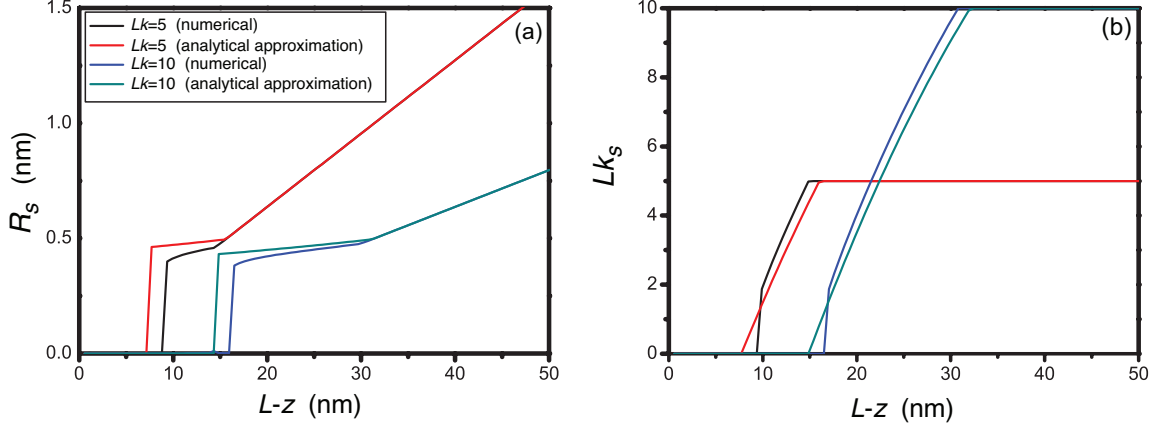 1.5
1.0
0.5
0.0
R_s (nm)
(a)
Lk=5 (numerical)
Lk=5 (analytical approximation)
Lk=10 (numerical)
Lk=10 (analytical approximation)
0 10 20 30 40 50
L-z (nm)
10
8
6
4
2
0
Lk_s
(b)
0 10 20 30 40 50
L-z (nm)